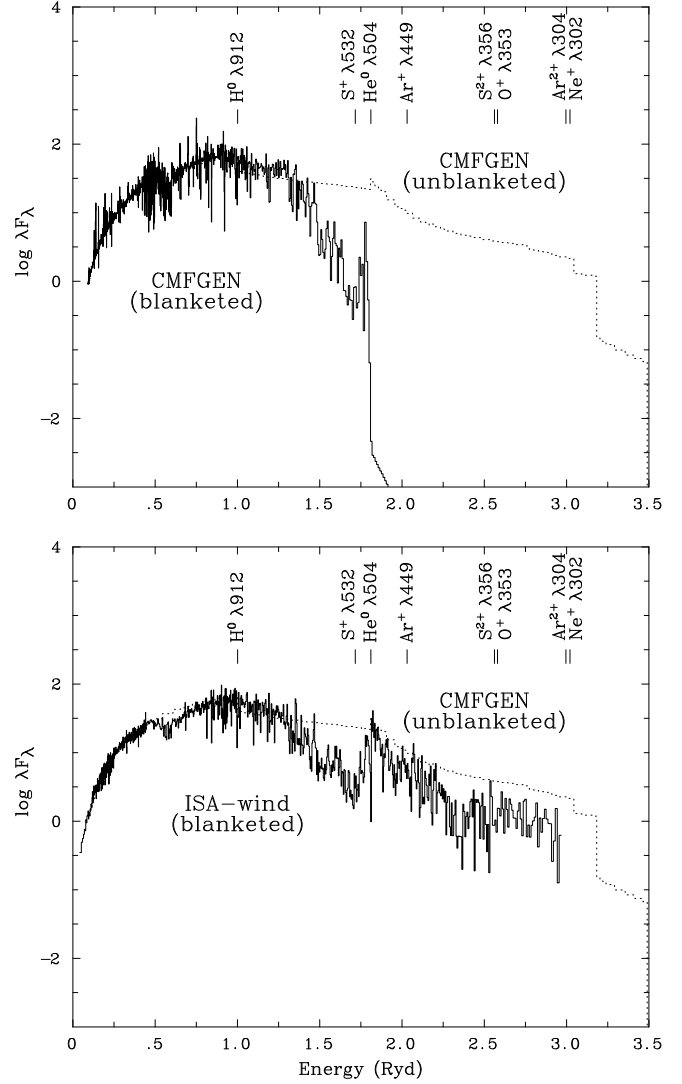 4
2
0
−2
log λFλ
H⁰ λ912
S⁺ λ532
He⁰ λ504
Ar⁺ λ449
S²⁺ λ356
O⁺ λ353
Ar²⁺ λ304
Ne⁺ λ302
CMFGEN
(unblanketed)
CMFGEN
(blanketed)
0 .5 1.0 1.5 2.0 2.5 3.0 3.5
4
2
0
−2
log λFλ
H⁰ λ912
S⁺ λ532
He⁰ λ504
Ar⁺ λ449
S²⁺ λ356
O⁺ λ353
Ar²⁺ λ304
Ne⁺ λ302
CMFGEN
(unblanketed)
ISA−wind
(blanketed)
0 .5 1.0 1.5 2.0 2.5 3.0 3.5
Energy (Ryd)